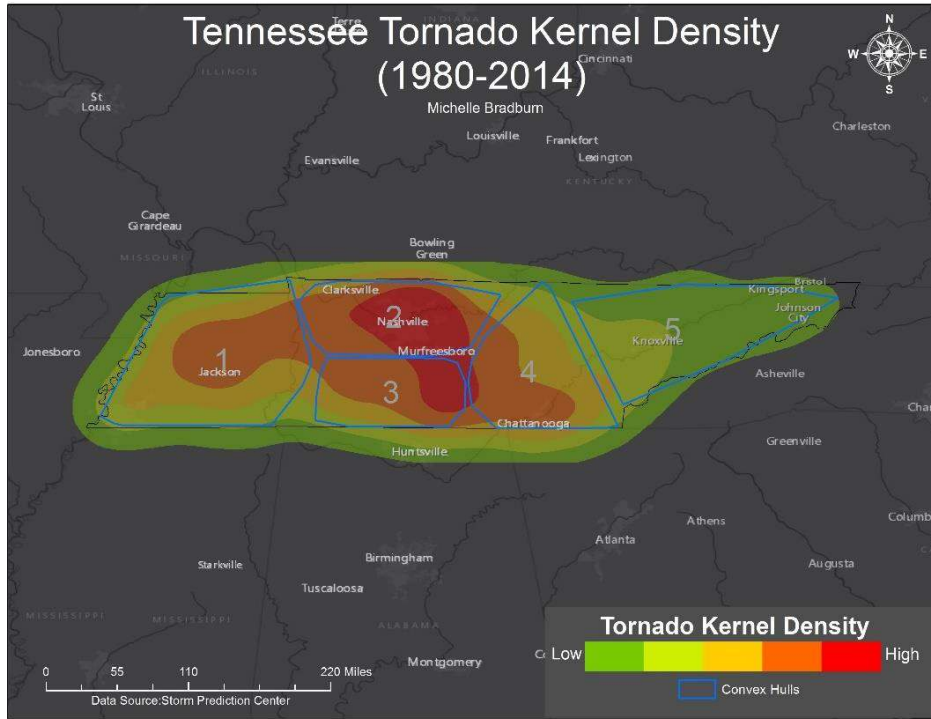 Tennessee Tornado Kernel Density
(1980-2014)
Michelle Bradburn
N
W E
S
INDIANA
Terre
ILLINOIS
Cincinnati
St
Louis
Charleston
Louisville
Frankfort
Lexington
Evansville
KENTUCKY
Cape
Girardeau
MISSOURI
Bowling
Green
Clarksville
Bristol
Kingsport
Johnson
City
2
Nashville
5
Knoxville
Jonesboro
Murfreesboro
1
Jackson
4
3
Asheville
Chattanooga
Greenville
Huntsville
Athens
Atlanta
Birmingham
Starkville
Augusta
Tuscaloosa
MISSISSIPPI
MISSISSIPPI
ALABAMA
Montgomery
Tornado Kernel Density
Low High
Convex Hulls
0 55 110 220 Miles
Data Source:Storm Prediction Center